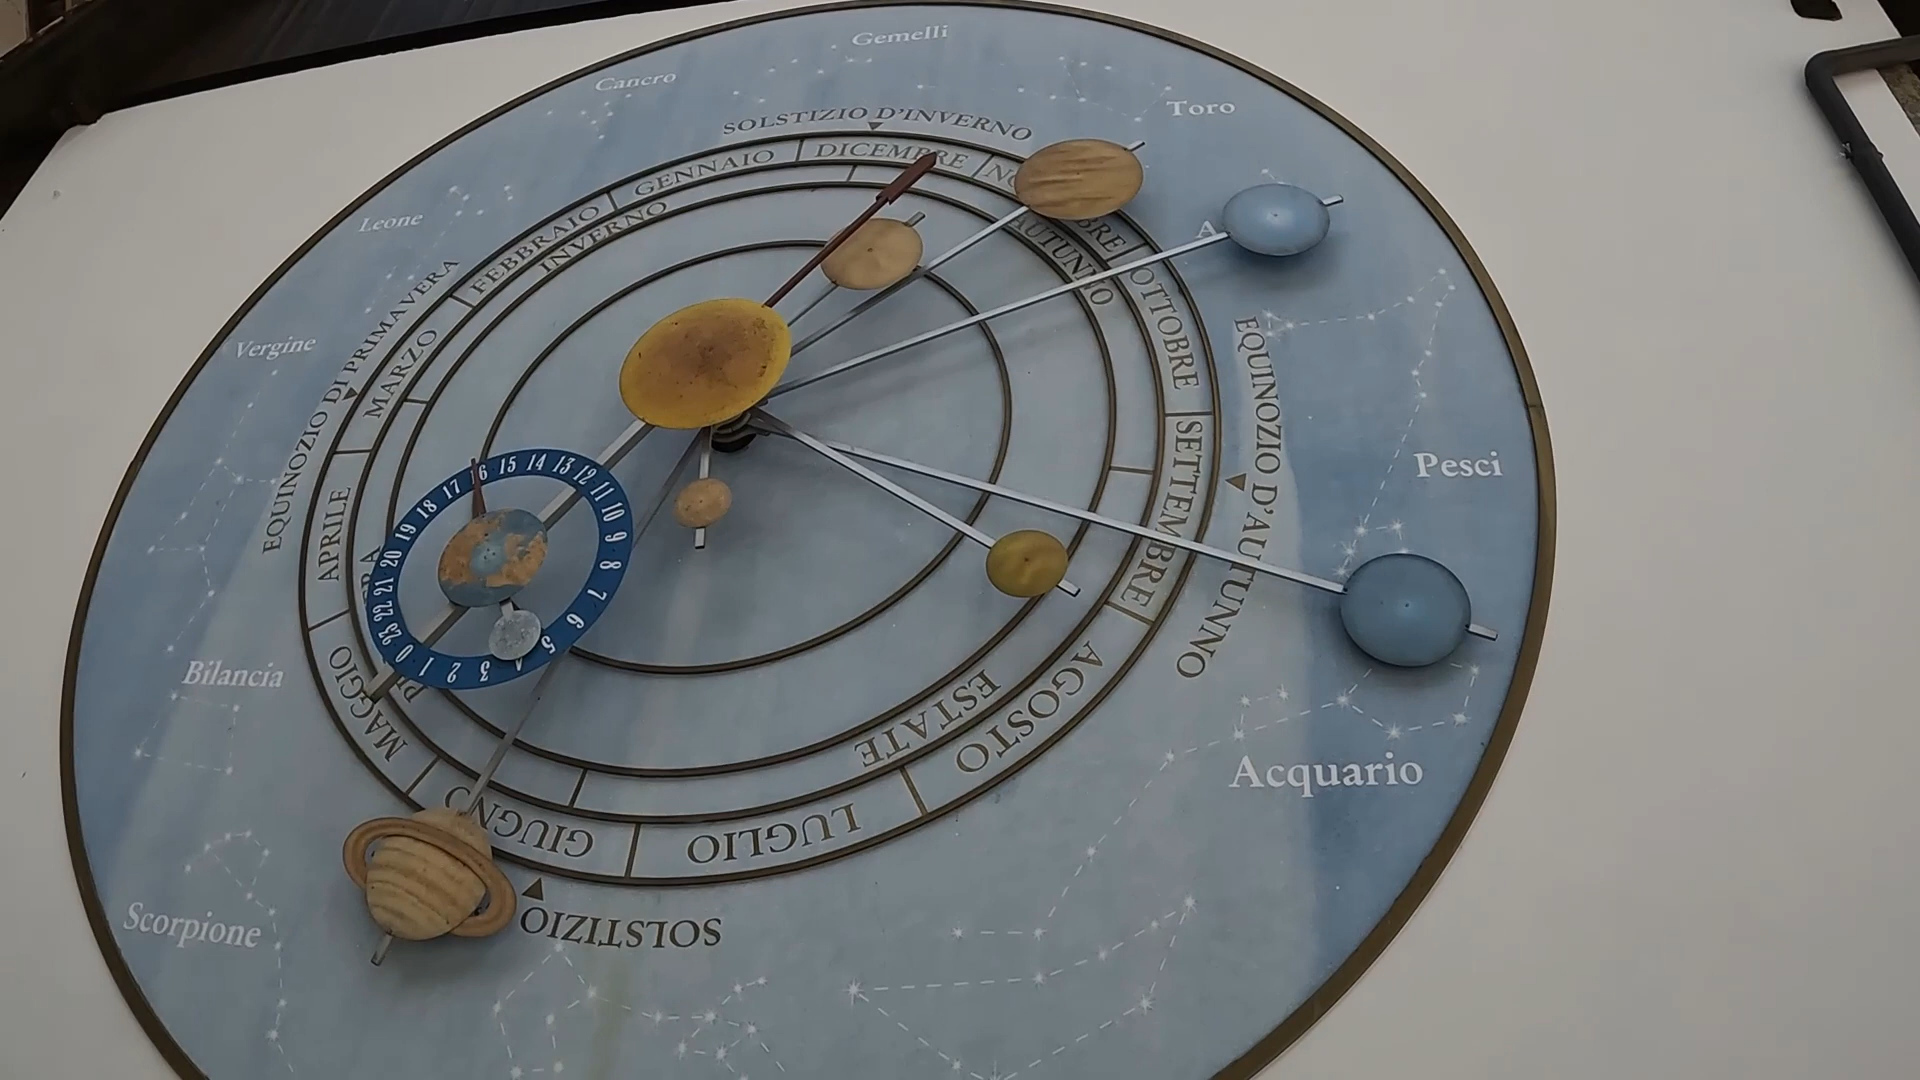 Gemelli
Cancro
Toro
SOLSTIZIO D'INVERNO
DICEMBRE
GENNAIO
Leone
FEBBRAIO
INVERNO
AUTUNNO
OTTOBRE
EQUINOZIO DI PRIMAVERA
MARZO
Vergine
EQUINOZIO D'AUTUNNO
SETTEMBRE
Pesci
APRILE
16 15 14 13 12 11 10 9 8 7 6 5 4 3 2 1 0 23 22 21 20 19 18 17
Bilancia
MAGGIO
AGOSTO
ESTATE
Acquario
LUGLIO
GIUGNO
SOLSTIZIO
Scorpione